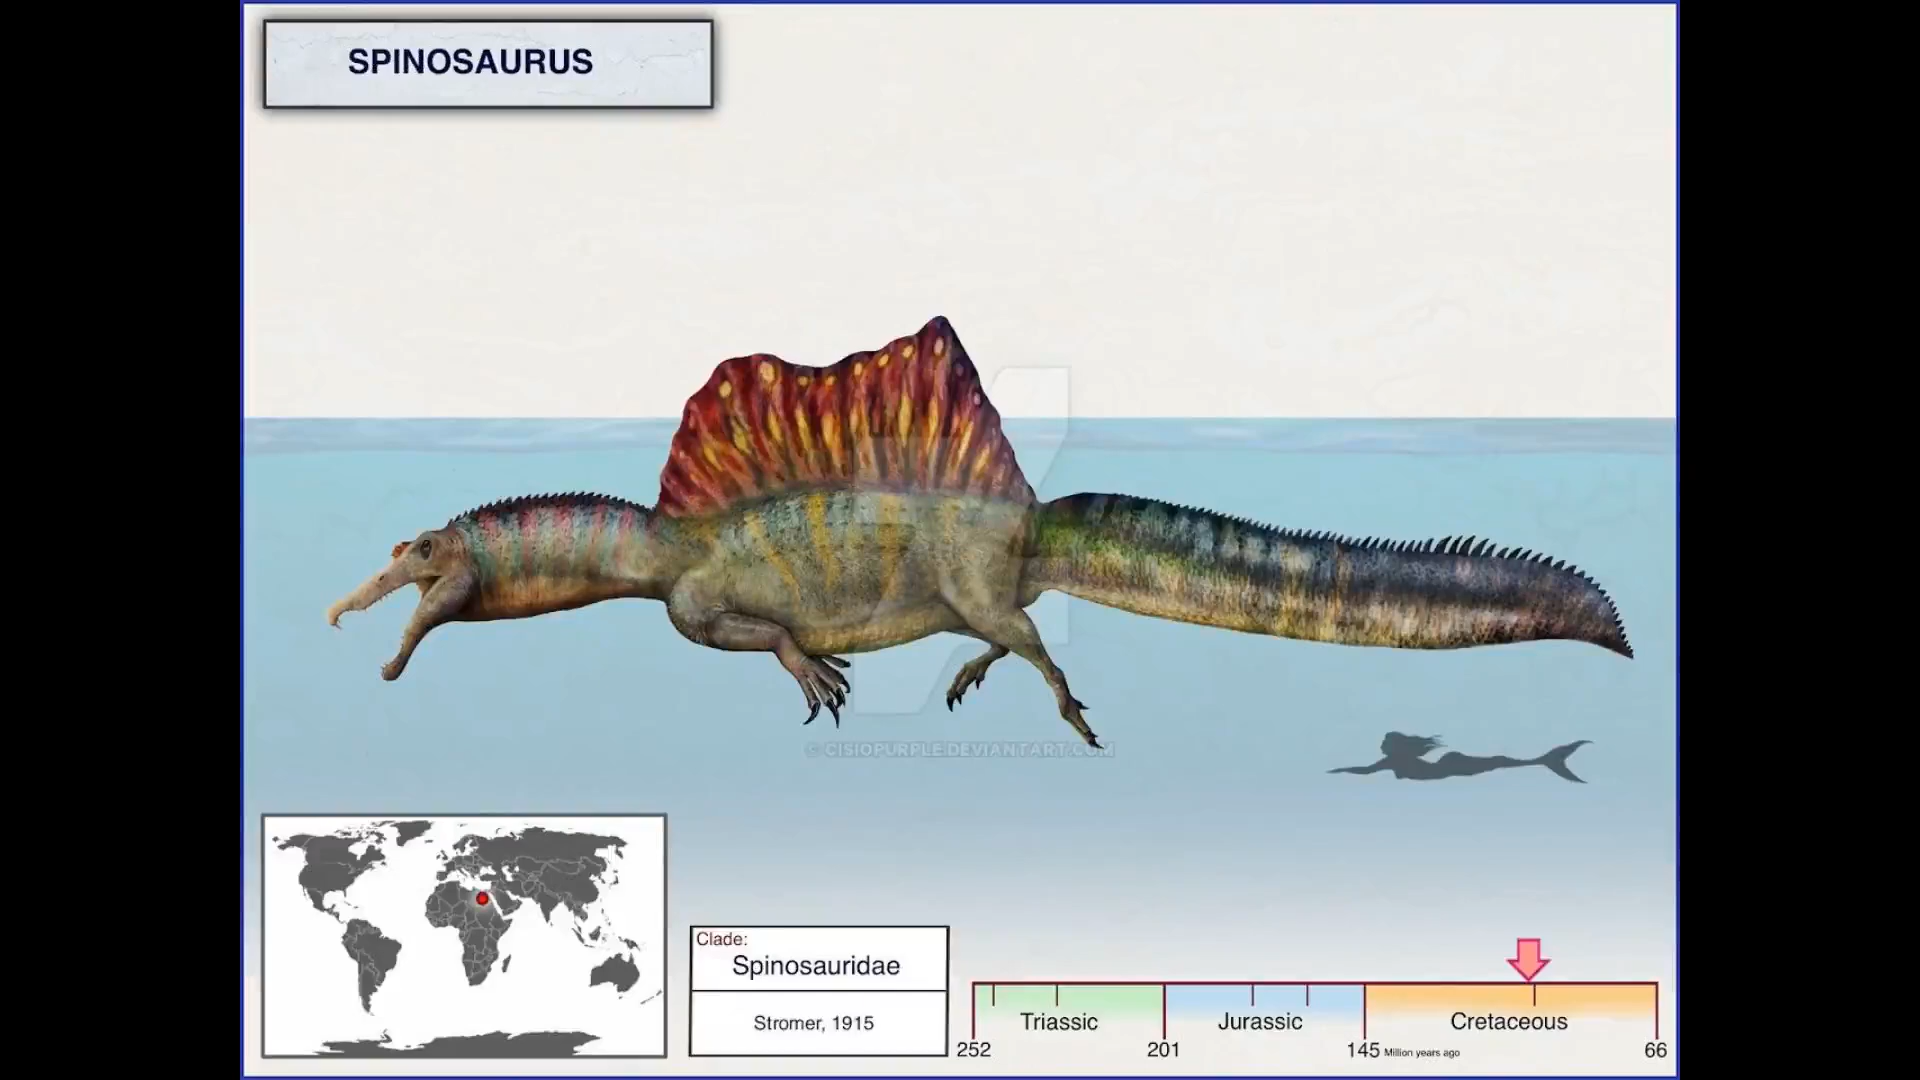 SPINOSAURUS
© CISIOPURPLE.DEVIANTART.COM
Clade:
Spinosauridae
Stromer, 1915
Triassic
Jurassic
Cretaceous
252
201
145 Million years ago
66